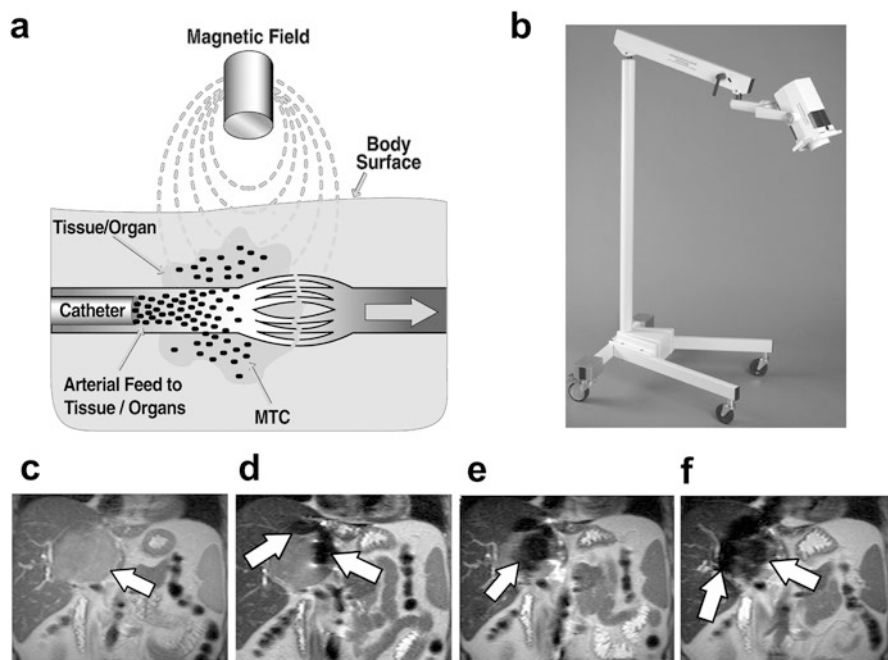 a
b
Magnetic Field
Body
Surface
Tissue/Organ
Catheter
Arterial Feed to
Tissue / Organs
MTC
c
d
e
f